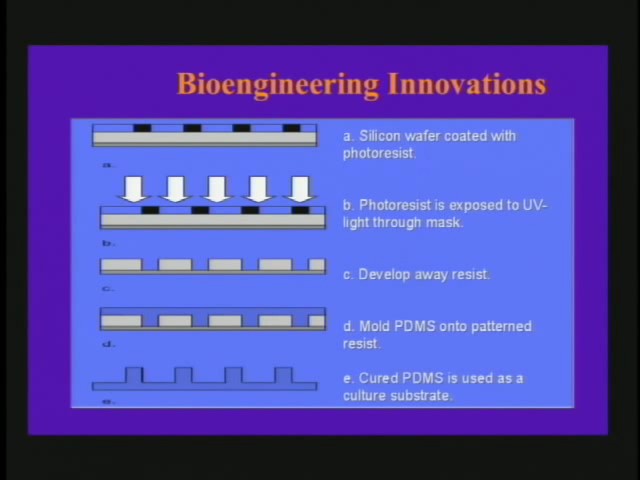 Bioengineering Innovations
a. Silicon wafer coated with
photoresist.
a.
b. Photoresist is exposed to UV-
light through mask.
b.
c. Develop away resist.
c.
d. Mold PDMS onto patterned
resist.
d.
e. Cured PDMS is used as a
culture substrate.
e.